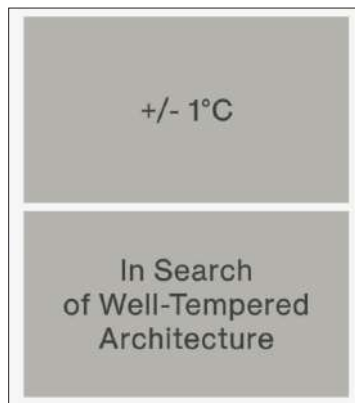 +/- 1°C
In Search
of Well-Tempered
Architecture